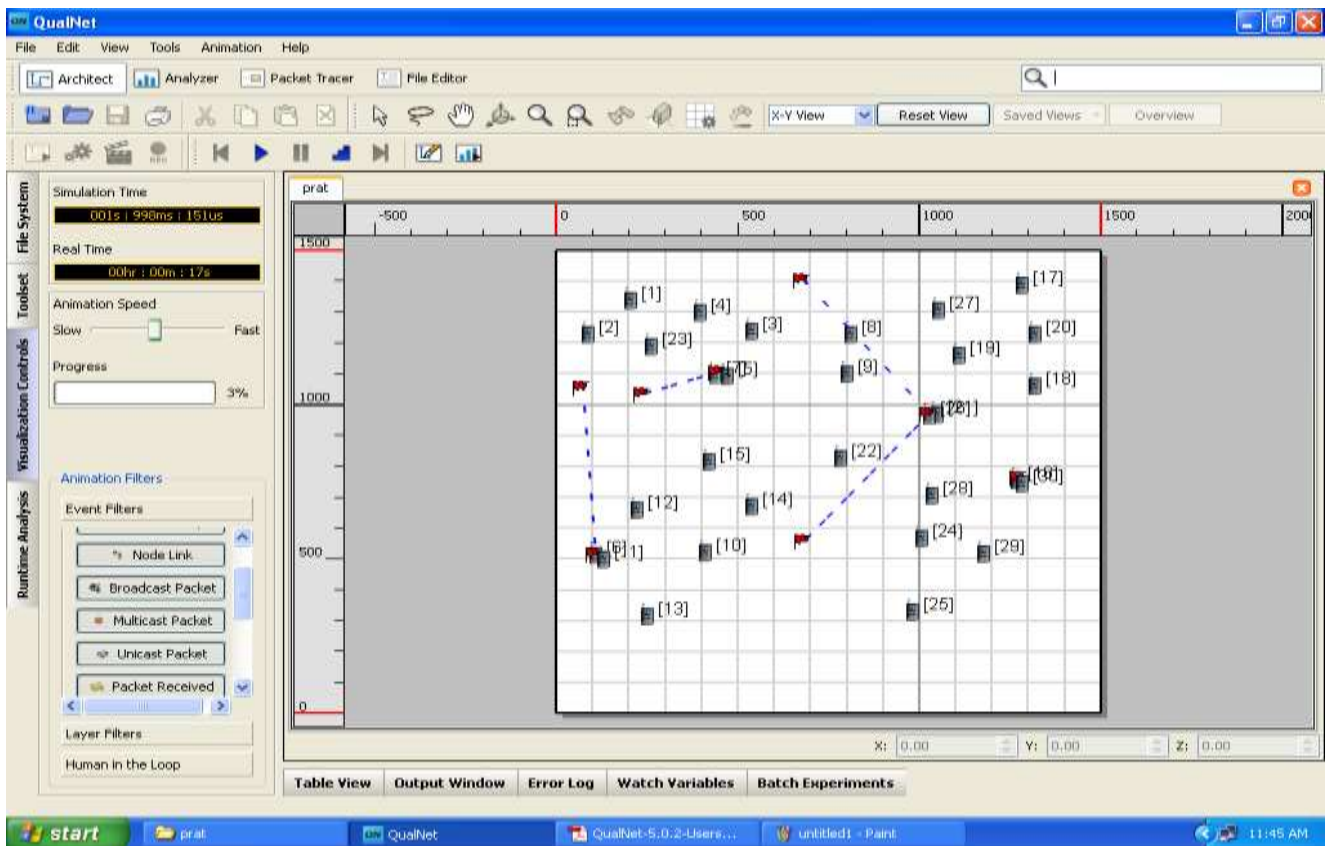 QualNet
File Edit View Tools Animation Help
Architect Analyzer Packet Tracer File Editor
X-Y View Reset View Saved Views Overview
File System
Toolset
Visualization Controls
Runtime Analysis
Simulation Time
001s : 998ms : 151us
Real Time
00hr : 00m : 17s
Animation Speed
Slow Fast
Progress
3%
Animation Filters
Event Filters
Node Link
Broadcast Packet
Multicast Packet
Unicast Packet
Packet Received
Layer Filters
Human in the Loop
prat
-500 0 500 1000 1500 2000
1500
1000
500
0
[1]
[4]
[17]
[27]
[2]
[3]
[8]
[20]
[23]
[19]
[9]
[18]
[15]
[22]
[28]
[12]
[14]
[24]
[10]
[29]
[13]
[25]
X: 0.00 Y: 0.00 Z: 0.00
Table View Output Window Error Log Watch Variables Batch Experiments
start prat QualNet QualNet-5.0.2-Users... untitled1 - Paint 11:45 AM